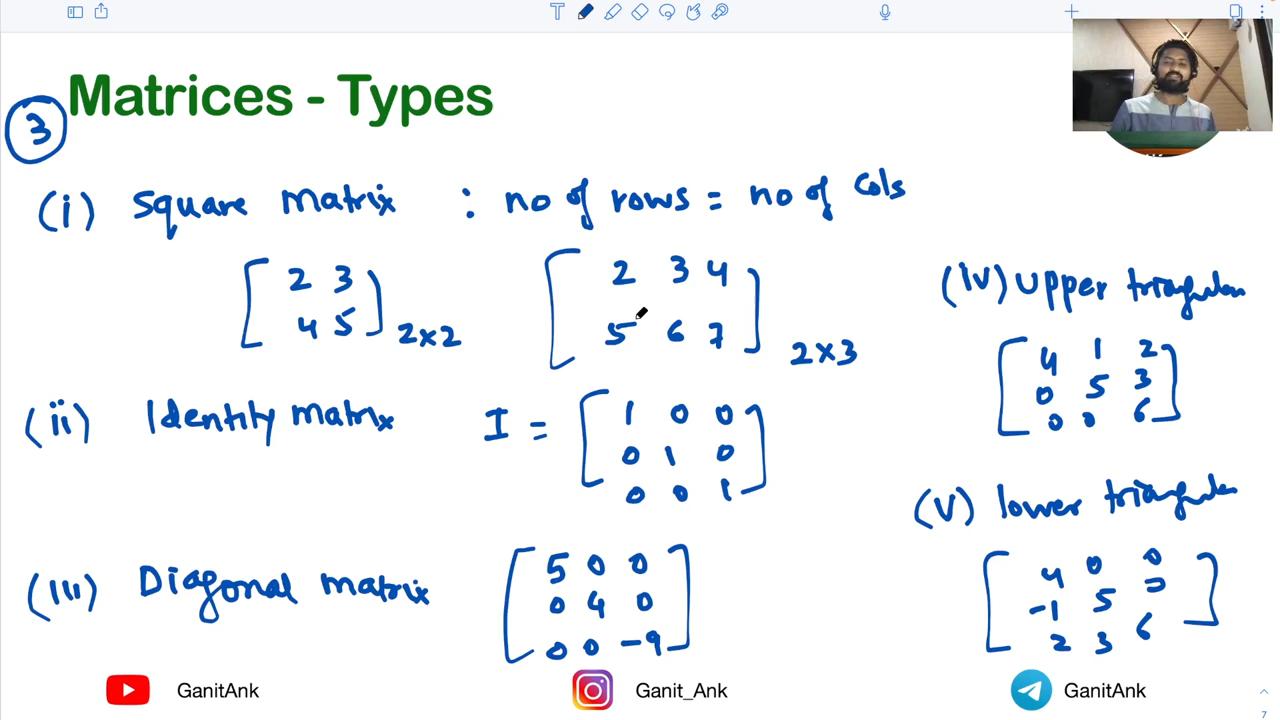 Matrices - Types
3
(i) Square matrix : no of rows = no of cols
[2 3
4 5] 2x2
[2 3 4
5 6 7] 2x3
(ii) Identity matrix I = [1 0 0
0 1 0
0 0 1]
(iii) Diagonal matrix [5 0 0
0 4 0
0 0 -9]
(iv) Upper triangular
[4 1 2
0 5 3
0 0 6]
(v) lower triangular
[4 0 0
-1 5 0
2 3 6]
GanitAnk
Ganit_Ank
GanitAnk
7